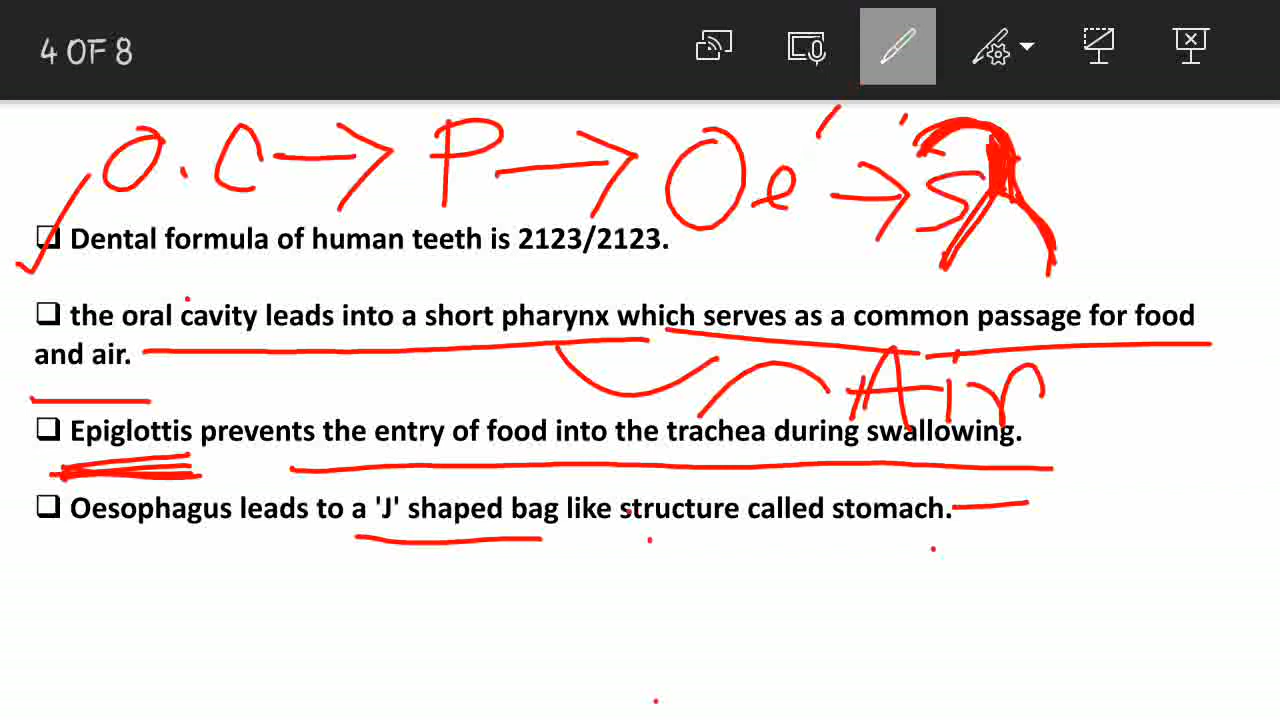 4 OF 8
O.C → P → Oe → S
❑ Dental formula of human teeth is 2123/2123.
❑ the oral cavity leads into a short pharynx which serves as a common passage for food
and air.
Air
❑ Epiglottis prevents the entry of food into the trachea during swallowing.
❑ Oesophagus leads to a 'J' shaped bag like structure called stomach.